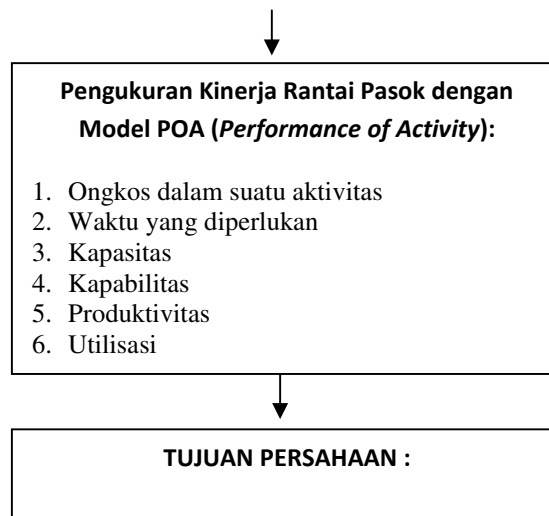 Pengukuran Kinerja Rantai Pasok dengan
Model POA (Performance of Activity):
1. Ongkos dalam suatu aktivitas
2. Waktu yang diperlukan
3. Kapasitas
4. Kapabilitas
5. Produktivitas
6. Utilisasi
TUJUAN PERSAHAAN :